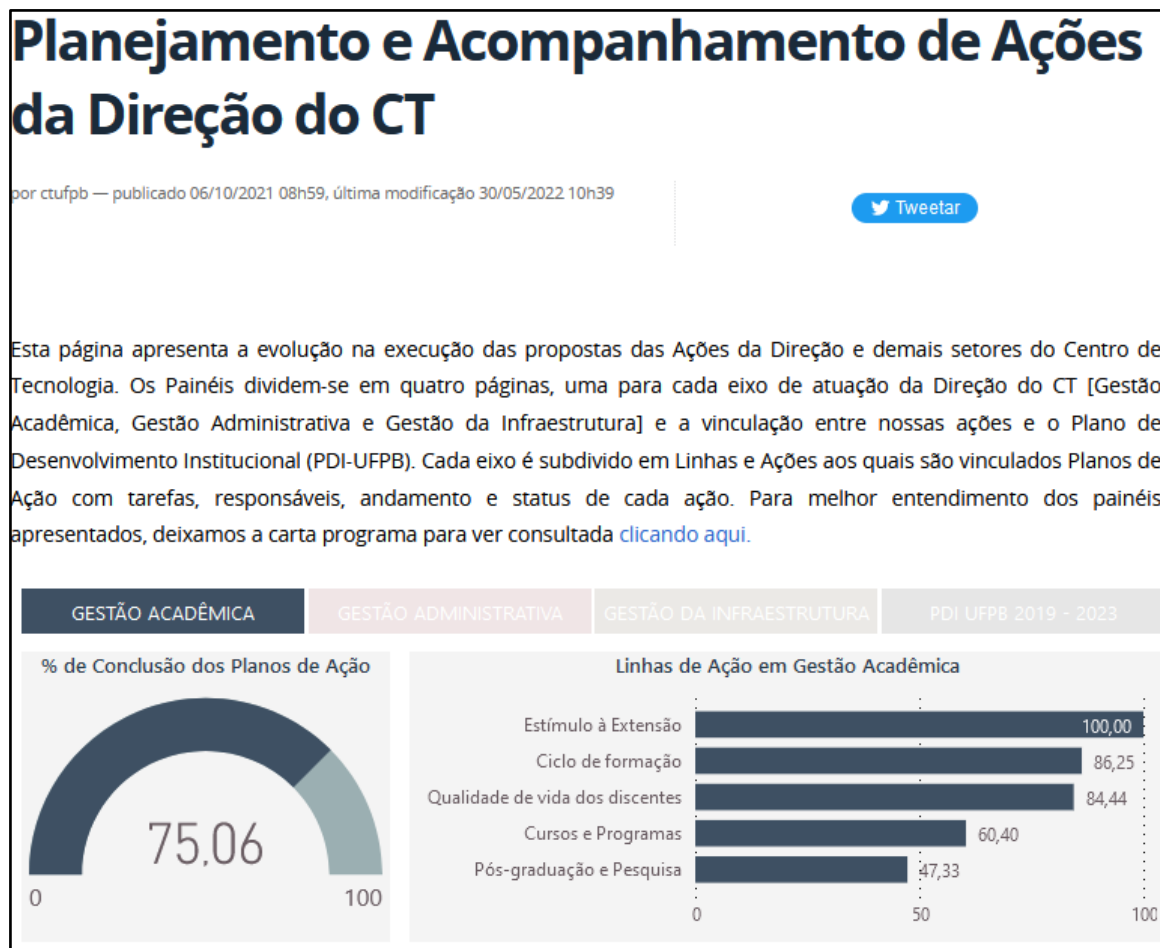 Planejamento e Acompanhamento de Ações
da Direção do CT
por ctufpb — publicado 06/10/2021 08h59, última modificação 30/05/2022 10h39
Tweetar
Esta página apresenta a evolução na execução das propostas das Ações da Direção e demais setores do Centro de
Tecnologia. Os Painéis dividem-se em quatro páginas, uma para cada eixo de atuação da Direção do CT [Gestão
Acadêmica, Gestão Administrativa e Gestão da Infraestrutura] e a vinculação entre nossas ações e o Plano de
Desenvolvimento Institucional (PDI-UFPB). Cada eixo é subdivido em Linhas e Ações aos quais são vinculados Planos de
Ação com tarefas, responsáveis, andamento e status de cada ação. Para melhor entendimento dos painéis
apresentados, deixamos a carta programa para ver consultada clicando aqui.
GESTÃO ACADÊMICA GESTÃO ADMINISTRATIVA GESTÃO DA INFRAESTRUTURA PDI UFPB 2019 - 2023
% de Conclusão dos Planos de Ação
75,06
0 100
Linhas de Ação em Gestão Acadêmica
Estímulo à Extensão 100,00
Ciclo de formação 86,25
Qualidade de vida dos discentes 84,44
Cursos e Programas 60,40
Pós-graduação e Pesquisa 47,33
0 50 100